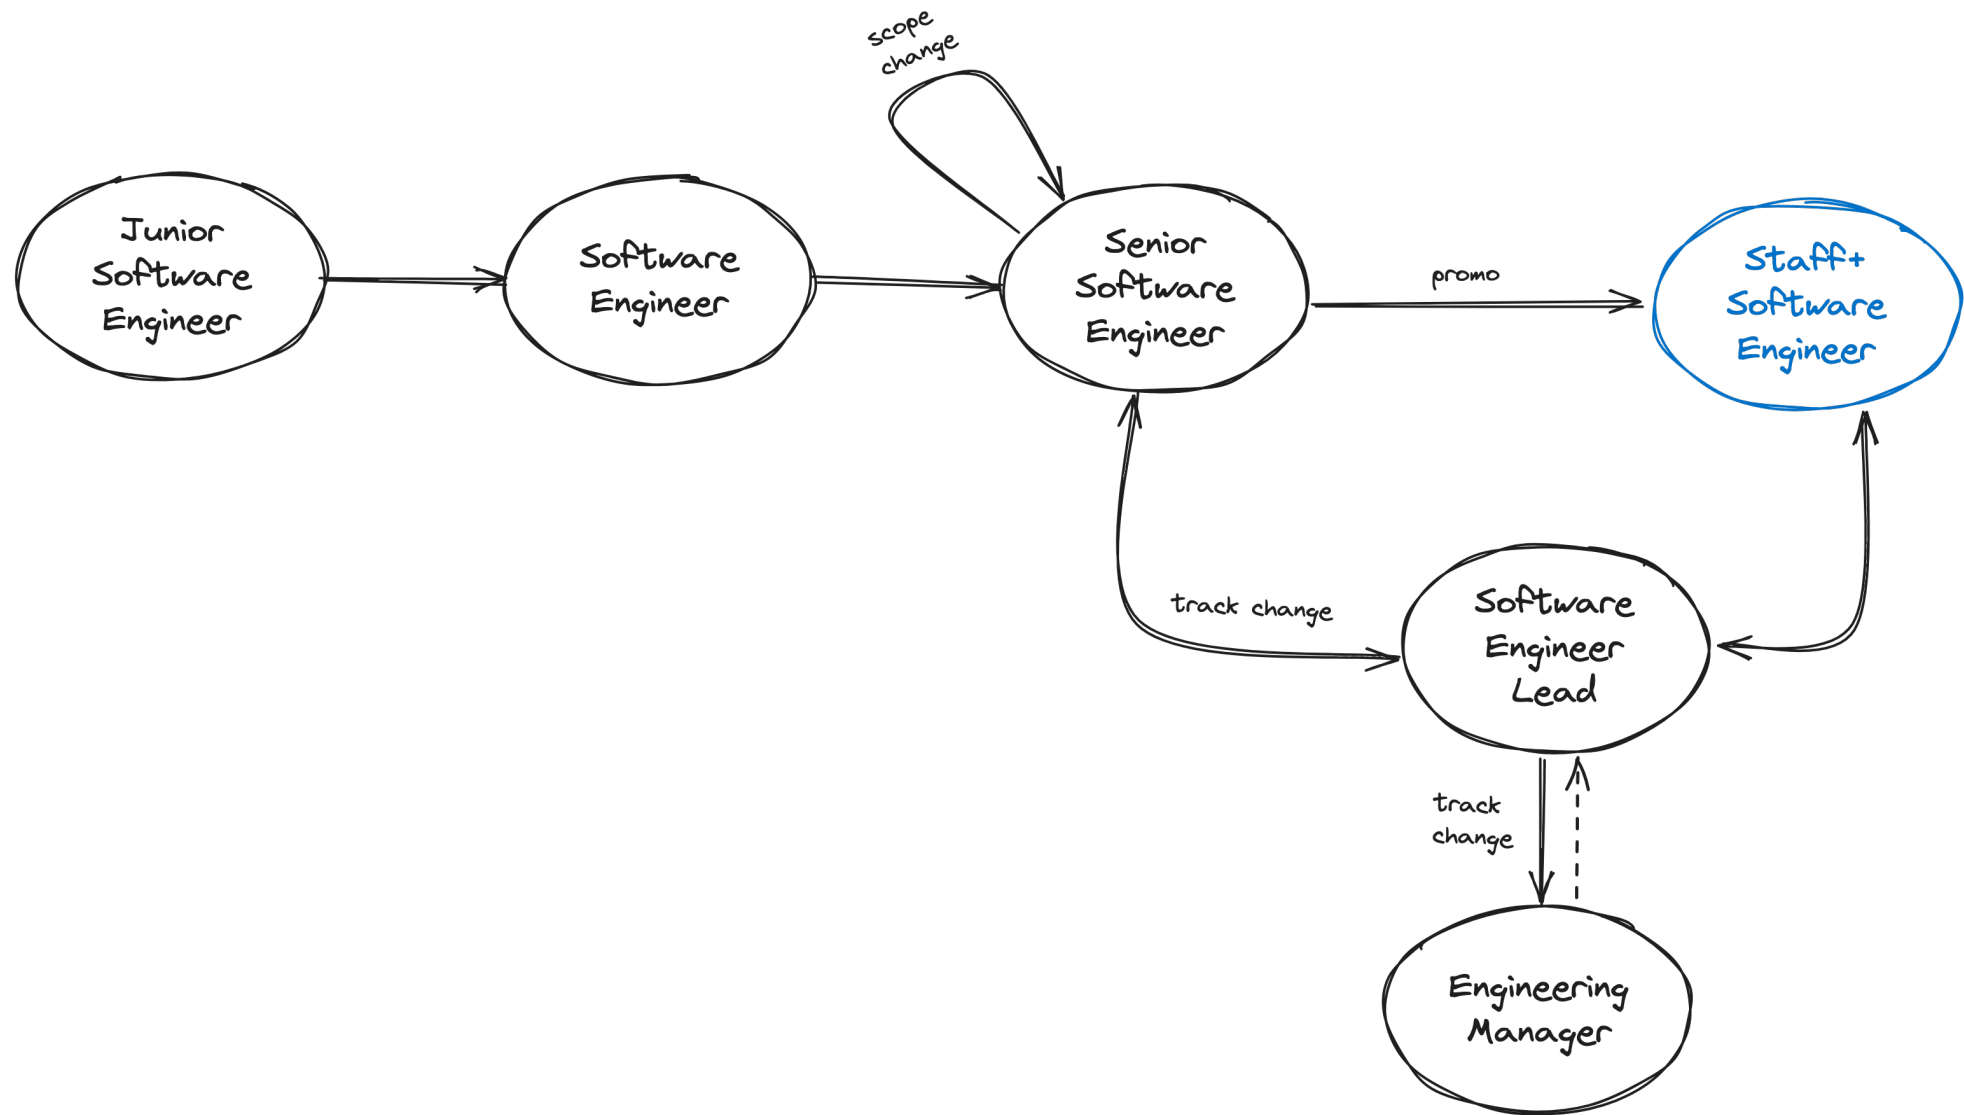 scope
change
Junior
Software
Engineer
Software
Engineer
Senior
Software
Engineer
promo
Staff+
Software
Engineer
track change
Software
Engineer
Lead
track
change
Engineering
Manager